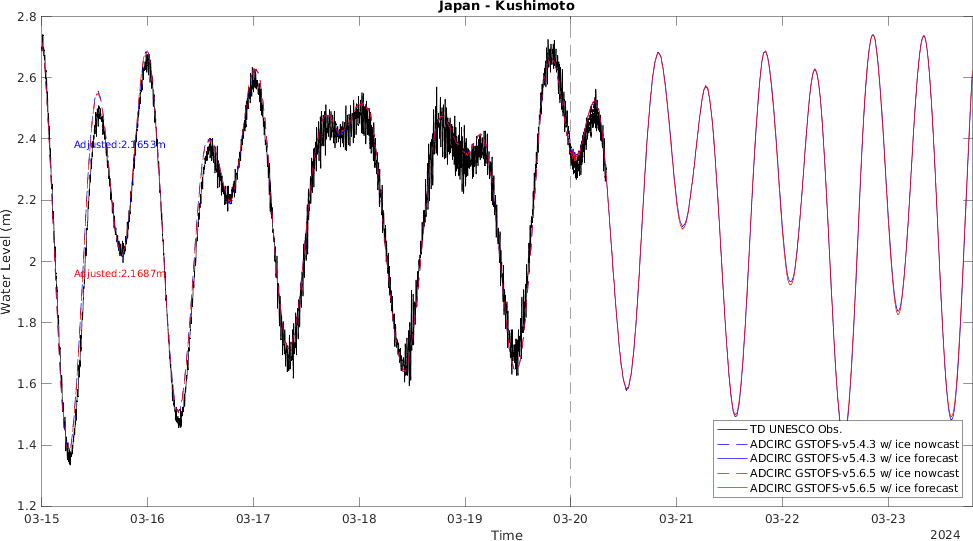 Japan - Kushimoto
2.8
2.6
2.4
2.2
2
1.8
1.6
1.4
1.2
Water Level (m)
Adjusted:2.1653m
Adjusted:2.1687m
TD UNESCO Obs.
ADCIRC GSTOFS-v5.4.3 w/ ice nowcast
ADCIRC GSTOFS-v5.4.3 w/ ice forecast
ADCIRC GSTOFS-v5.6.5 w/ ice nowcast
ADCIRC GSTOFS-v5.6.5 w/ ice forecast
03-15 03-16 03-17 03-18 03-19 03-20 03-21 03-22 03-23
Time
2024